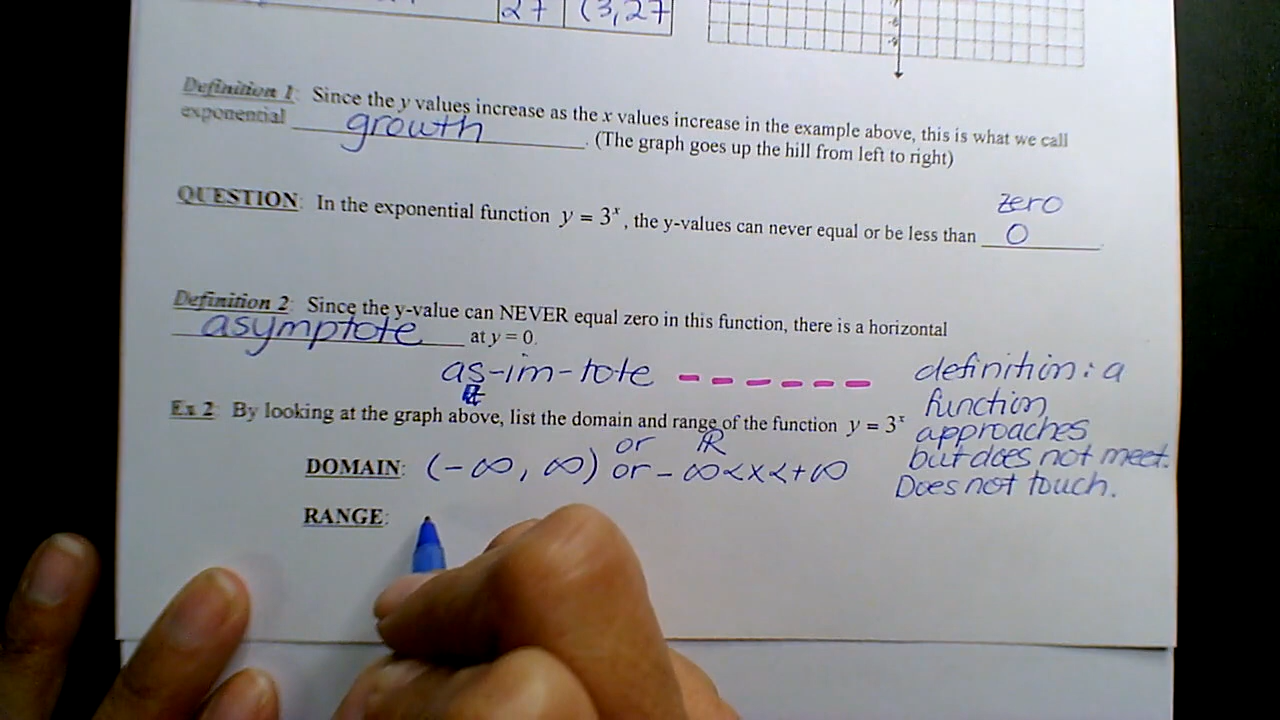 27 (3,27
Definition 1: Since the y values increase as the x values increase in the example above, this is what we call
exponential growth. (The graph goes up the hill from left to right)
zero
QUESTION: In the exponential function y = 3ˣ, the y-values can never equal or be less than 0.
Definition 2: Since the y-value can NEVER equal zero in this function, there is a horizontal
asymptote at y = 0.
as-im-tote
definition: a
function
approaches
but does not meet.
Does not touch.
Ex 2: By looking at the graph above, list the domain and range of the function y = 3ˣ
or ℝ
DOMAIN: (-∞, ∞) or -∞<x<+∞
RANGE: